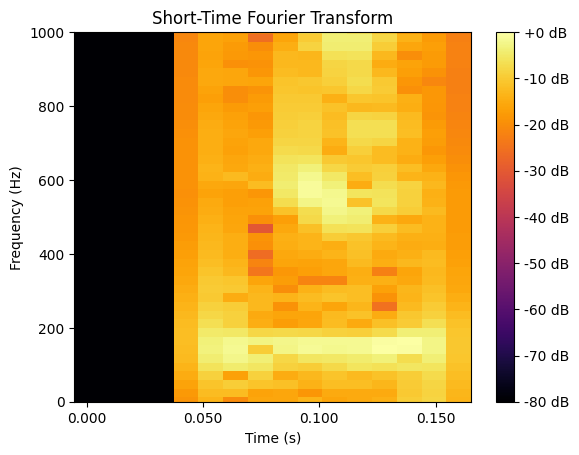 Short-Time Fourier Transform
1000
800
600
400
200
0
Frequency (Hz)
0.000
0.050
0.100
0.150
Time (s)
+0 dB
-10 dB
-20 dB
-30 dB
-40 dB
-50 dB
-60 dB
-70 dB
-80 dB